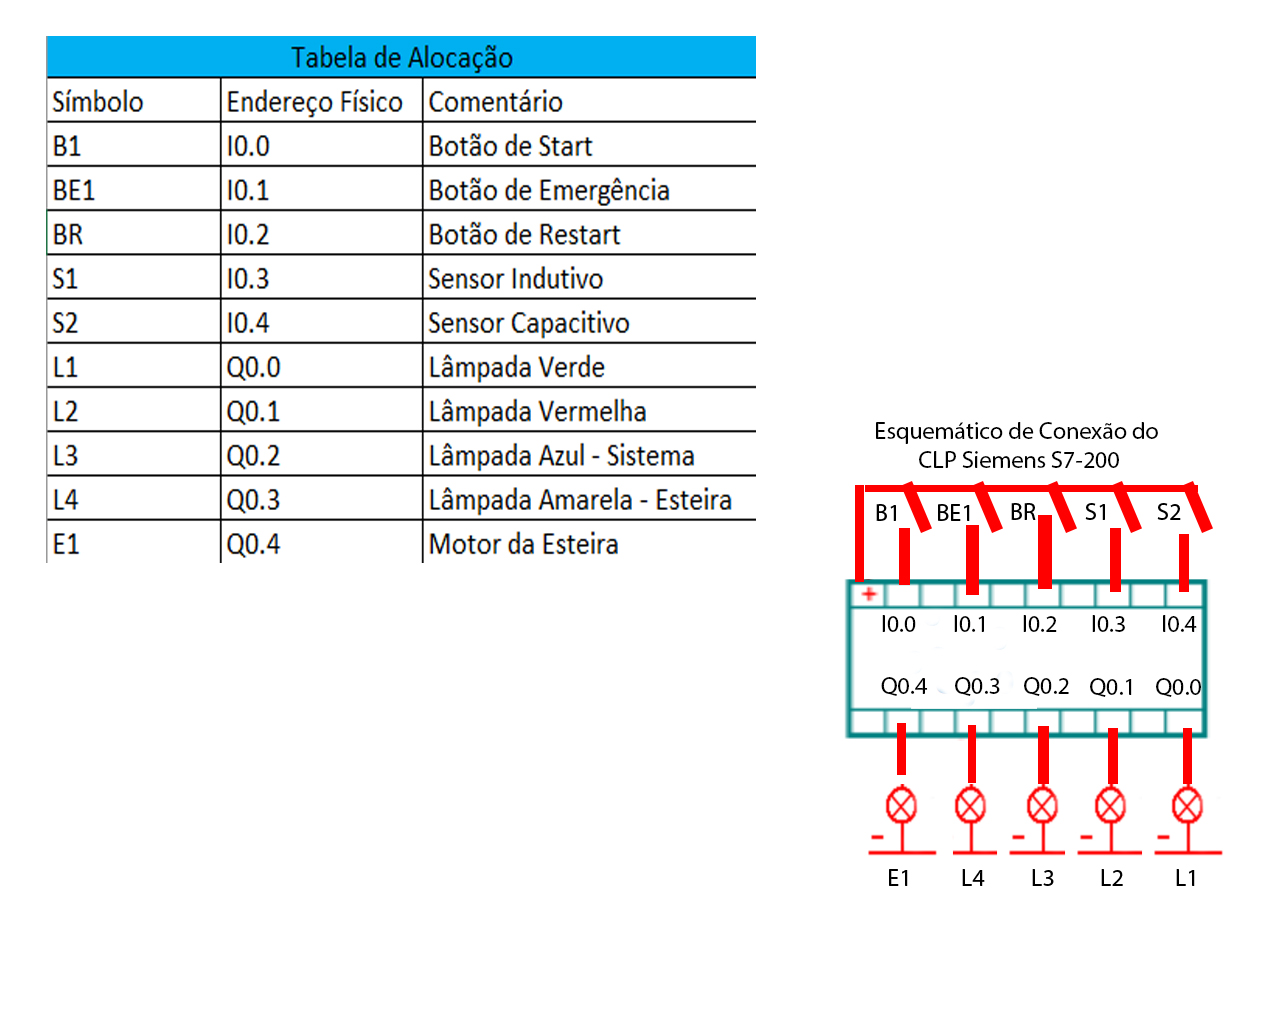 Tabela de Alocação
Símbolo Endereço Físico Comentário
B1 I0.0 Botão de Start
BE1 I0.1 Botão de Emergência
BR I0.2 Botão de Restart
S1 I0.3 Sensor Indutivo
S2 I0.4 Sensor Capacitivo
L1 Q0.0 Lâmpada Verde
L2 Q0.1 Lâmpada Vermelha
L3 Q0.2 Lâmpada Azul - Sistema
L4 Q0.3 Lâmpada Amarela - Esteira
E1 Q0.4 Motor da Esteira
Esquemático de Conexão do
CLP Siemens S7-200
B1 BE1 BR S1 S2
+
I0.0 I0.1 I0.2 I0.3 I0.4
Q0.4 Q0.3 Q0.2 Q0.1 Q0.0
- - - -
E1 L4 L3 L2 L1